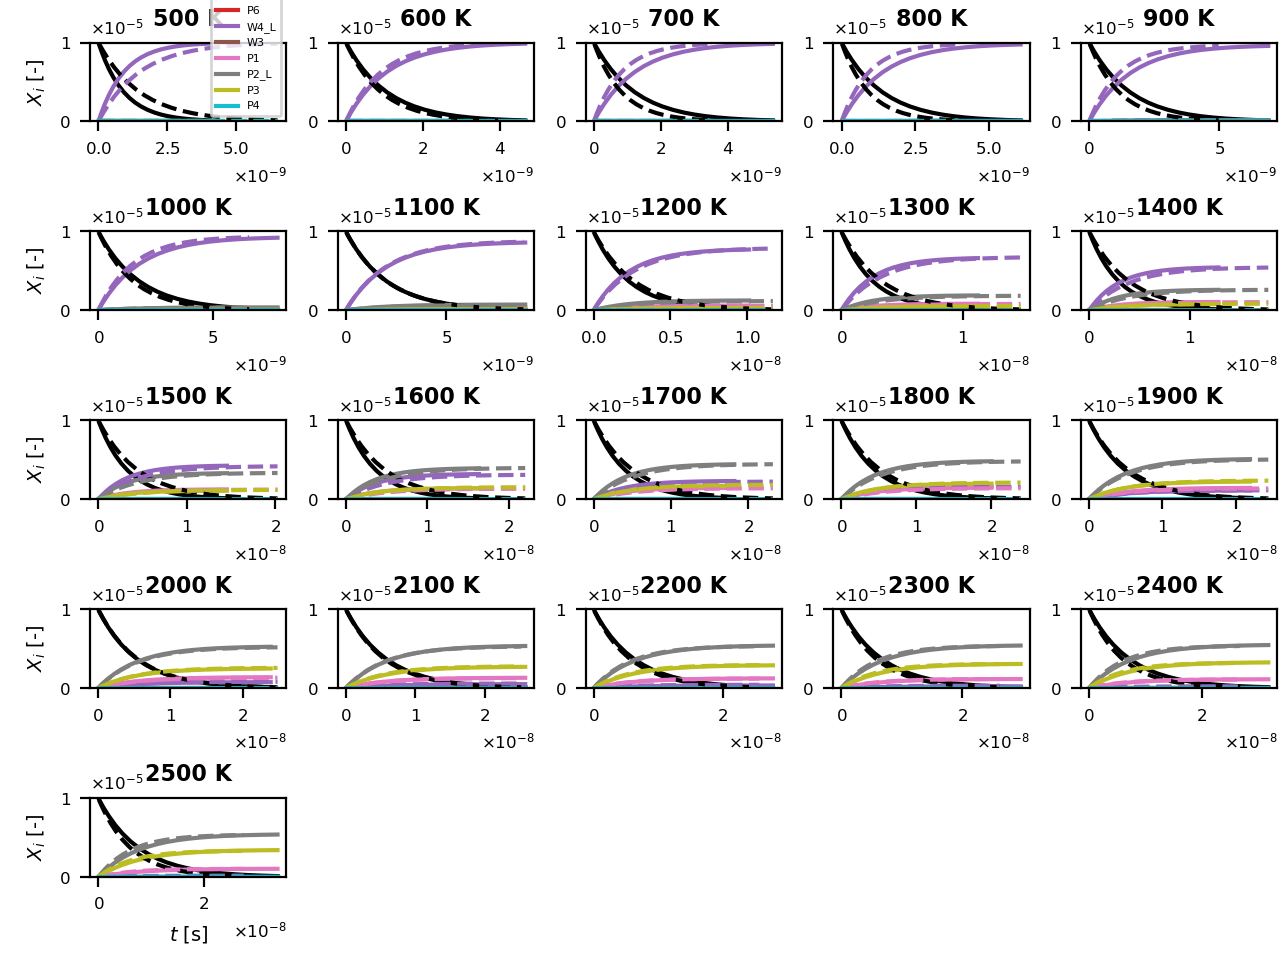 500 K
600 K
700 K
800 K
900 K
×10⁻⁵
×10⁻⁵
×10⁻⁵
×10⁻⁵
×10⁻⁵
P6
W4_L
W3
P1
P2_L
P3
P4
X_i [-]
1
0
1
0
1
0
1
0
1
0
0.0 2.5 5.0
0 2 4
0 2 4
0.0 2.5 5.0
0 5
×10⁻⁹
×10⁻⁹
×10⁻⁹
×10⁻⁹
×10⁻⁹
×10⁻⁵ 1000 K
×10⁻⁵ 1100 K
×10⁻⁵ 1200 K
×10⁻⁵ 1300 K
×10⁻⁵ 1400 K
X_i [-]
1
0
1
0
1
0
1
0
1
0
0 5
0 5
0.0 0.5 1.0
0 1
0 1
×10⁻⁹
×10⁻⁹
×10⁻⁸
×10⁻⁸
×10⁻⁸
×10⁻⁵ 1500 K
×10⁻⁵ 1600 K
×10⁻⁵ 1700 K
×10⁻⁵ 1800 K
×10⁻⁵ 1900 K
X_i [-]
1
0
1
0
1
0
1
0
1
0
0 1 2
0 1 2
0 1 2
0 1 2
0 1 2
×10⁻⁸
×10⁻⁸
×10⁻⁸
×10⁻⁸
×10⁻⁸
×10⁻⁵ 2000 K
×10⁻⁵ 2100 K
×10⁻⁵ 2200 K
×10⁻⁵ 2300 K
×10⁻⁵ 2400 K
X_i [-]
1
0
1
0
1
0
1
0
1
0
0 1 2
0 1 2
0 2
0 2
0 2
×10⁻⁸
×10⁻⁸
×10⁻⁸
×10⁻⁸
×10⁻⁸
×10⁻⁵ 2500 K
X_i [-]
1
0
0 2
×10⁻⁸
t [s]